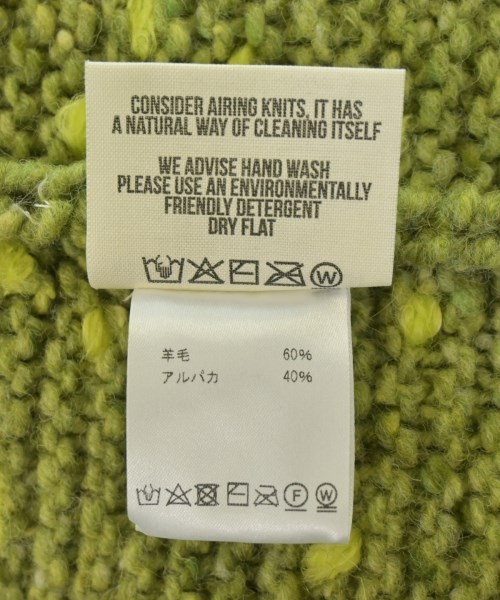 CONSIDER AIRING KNITS, IT HAS
A NATURAL WAY OF CLEANING ITSELF
WE ADVISE HAND WASH
PLEASE USE AN ENVIRONMENTALLY
FRIENDLY DETERGENT
DRY FLAT
W
羊毛 60%
アルパカ 40%
F W